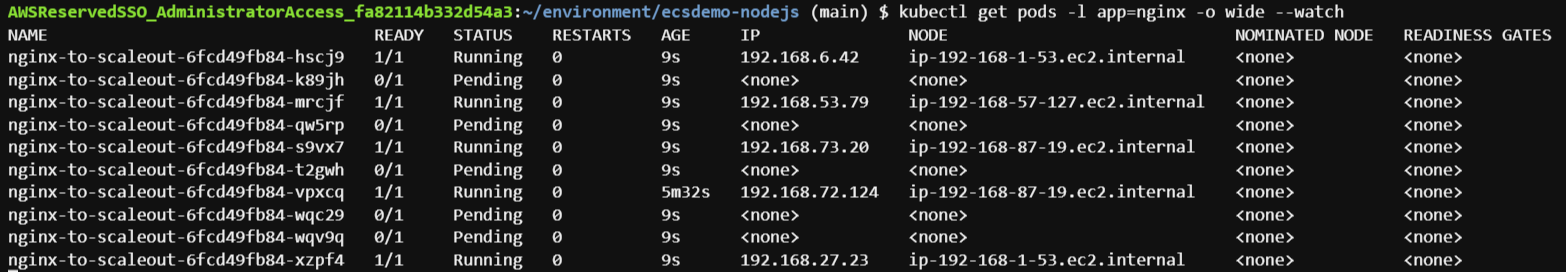 AWSReservedSSO_AdministratorAccess_fa82114b332d54a3:~/environment/ecsdemo-nodejs (main) $ kubectl get pods -l app=nginx -o wide --watch
NAME READY STATUS RESTARTS AGE IP NODE NOMINATED NODE READINESS GATES
nginx-to-scaleout-6fcd49fb84-hscj9 1/1 Running 0 9s 192.168.6.42 ip-192-168-1-53.ec2.internal <none> <none>
nginx-to-scaleout-6fcd49fb84-k89jh 0/1 Pending 0 9s <none> <none> <none> <none>
nginx-to-scaleout-6fcd49fb84-mrcjf 1/1 Running 0 9s 192.168.53.79 ip-192-168-57-127.ec2.internal <none> <none>
nginx-to-scaleout-6fcd49fb84-qw5rp 0/1 Pending 0 9s <none> <none> <none> <none>
nginx-to-scaleout-6fcd49fb84-s9vx7 1/1 Running 0 9s 192.168.73.20 ip-192-168-87-19.ec2.internal <none> <none>
nginx-to-scaleout-6fcd49fb84-t2gwh 0/1 Pending 0 9s <none> <none> <none> <none>
nginx-to-scaleout-6fcd49fb84-vpxcq 1/1 Running 0 5m32s 192.168.72.124 ip-192-168-87-19.ec2.internal <none> <none>
nginx-to-scaleout-6fcd49fb84-wqc29 0/1 Pending 0 9s <none> <none> <none> <none>
nginx-to-scaleout-6fcd49fb84-wqv9q 0/1 Pending 0 9s <none> <none> <none> <none>
nginx-to-scaleout-6fcd49fb84-xzpf4 1/1 Running 0 9s 192.168.27.23 ip-192-168-1-53.ec2.internal <none> <none>